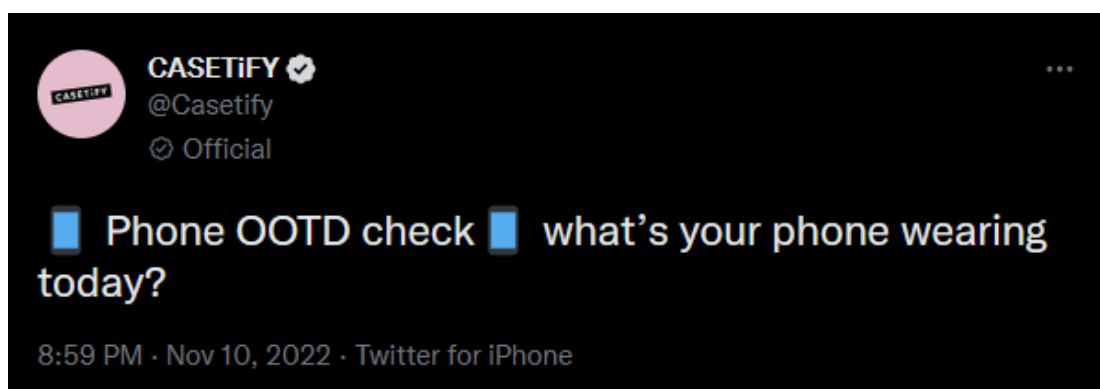 CASETiFY
CASETiFY
@Casetify
Official
📱 Phone OOTD check📱 what’s your phone wearing
today?
8:59 PM · Nov 10, 2022 · Twitter for iPhone